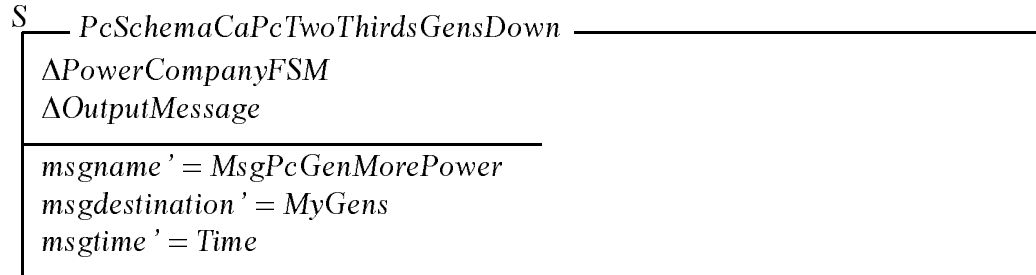 S
PcSchemaCaPcTwoThirdsGensDown
ΔPowerCompanyFSM
ΔOutputMessage
msgname ’ = MsgPcGenMorePower
msgdestination ’ = MyGens
msgtime ’ = Time